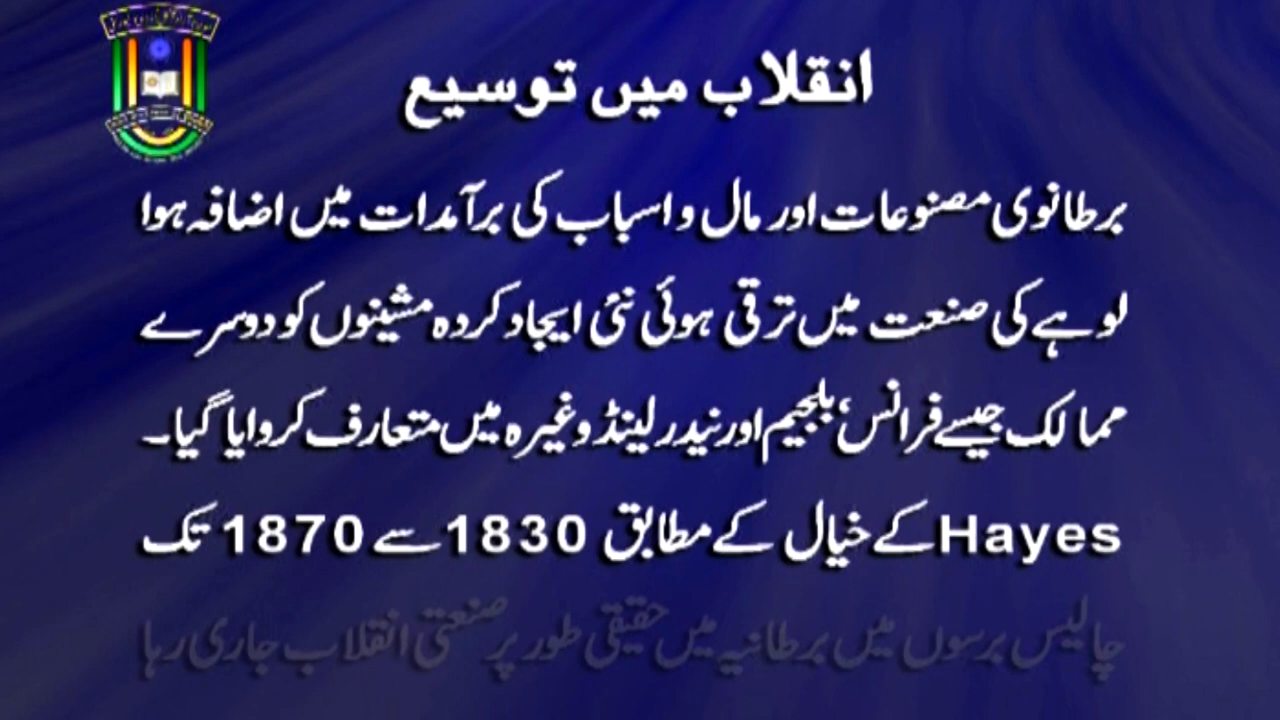 انقلاب میں توسیع
برطانوی مصنوعات اور مال و اسباب کی برآمدات میں اضافہ ہوا
لوہے کی صنعت میں ترقی ہوئی نئی ایجاد کردہ مشینوں کو دوسرے
ممالک جیسے فرانس، بلجیم اور نیدرلینڈ وغیرہ میں متعارف کروایا گیا۔
Hayes کے خیال کے مطابق 1830 سے 1870 تک
چالیس برسوں میں برطانیہ میں حقیقی طور پر صنعتی انقلاب جاری رہا